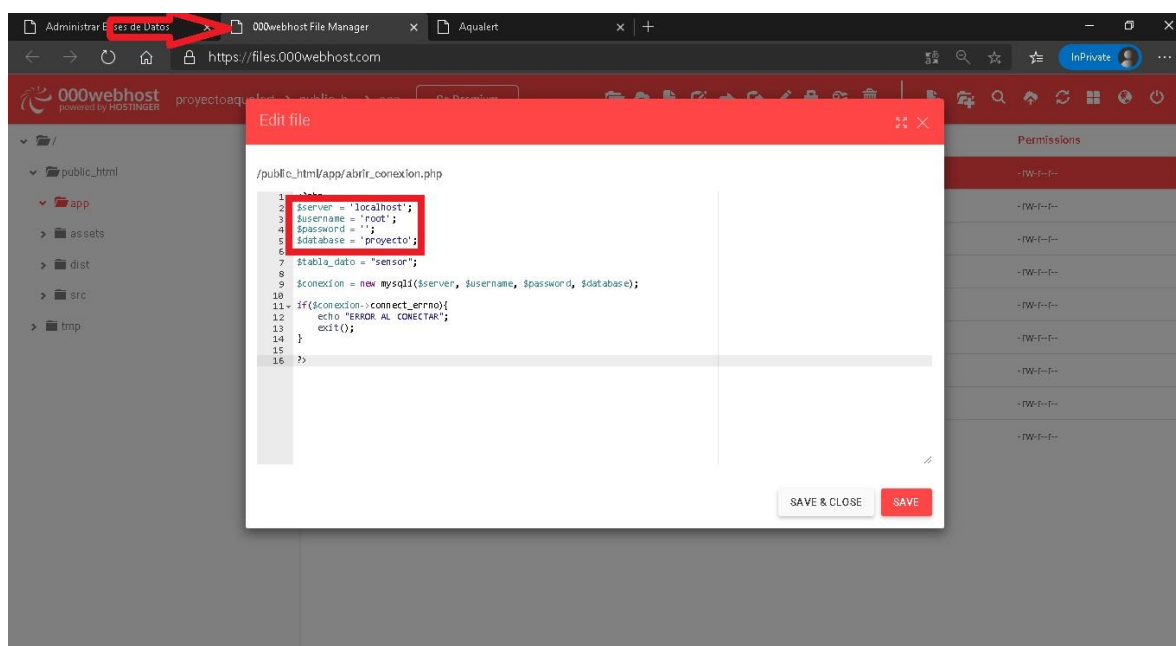 Administrar Bases de Datos
000webhost File Manager
Aqualert
https://files.000webhost.com
InPrivate
000webhost
powered by HOSTINGER
Edit file
Permissions
/
public_html
app
assets
dist
src
tmp
/public_html/app/abrir_conexion.php
1
2 $server = 'localhost';
3 $username = 'root';
4 $password = '';
5 $database = 'proyecto';
6
7 $tabla_dato = "sensor";
8
9 $conexion = new mysqli($server, $username, $password, $database);
10
11 if($conexion->connect_errno){
12 echo "ERROR AL CONECTAR";
13 exit();
14 }
15
16 ?>
-rw-r--r--
-rw-r--r--
-rw-r--r--
-rw-r--r--
-rw-r--r--
-rw-r--r--
-rw-r--r--
-rw-r--r--
-rw-r--r--
SAVE & CLOSE
SAVE